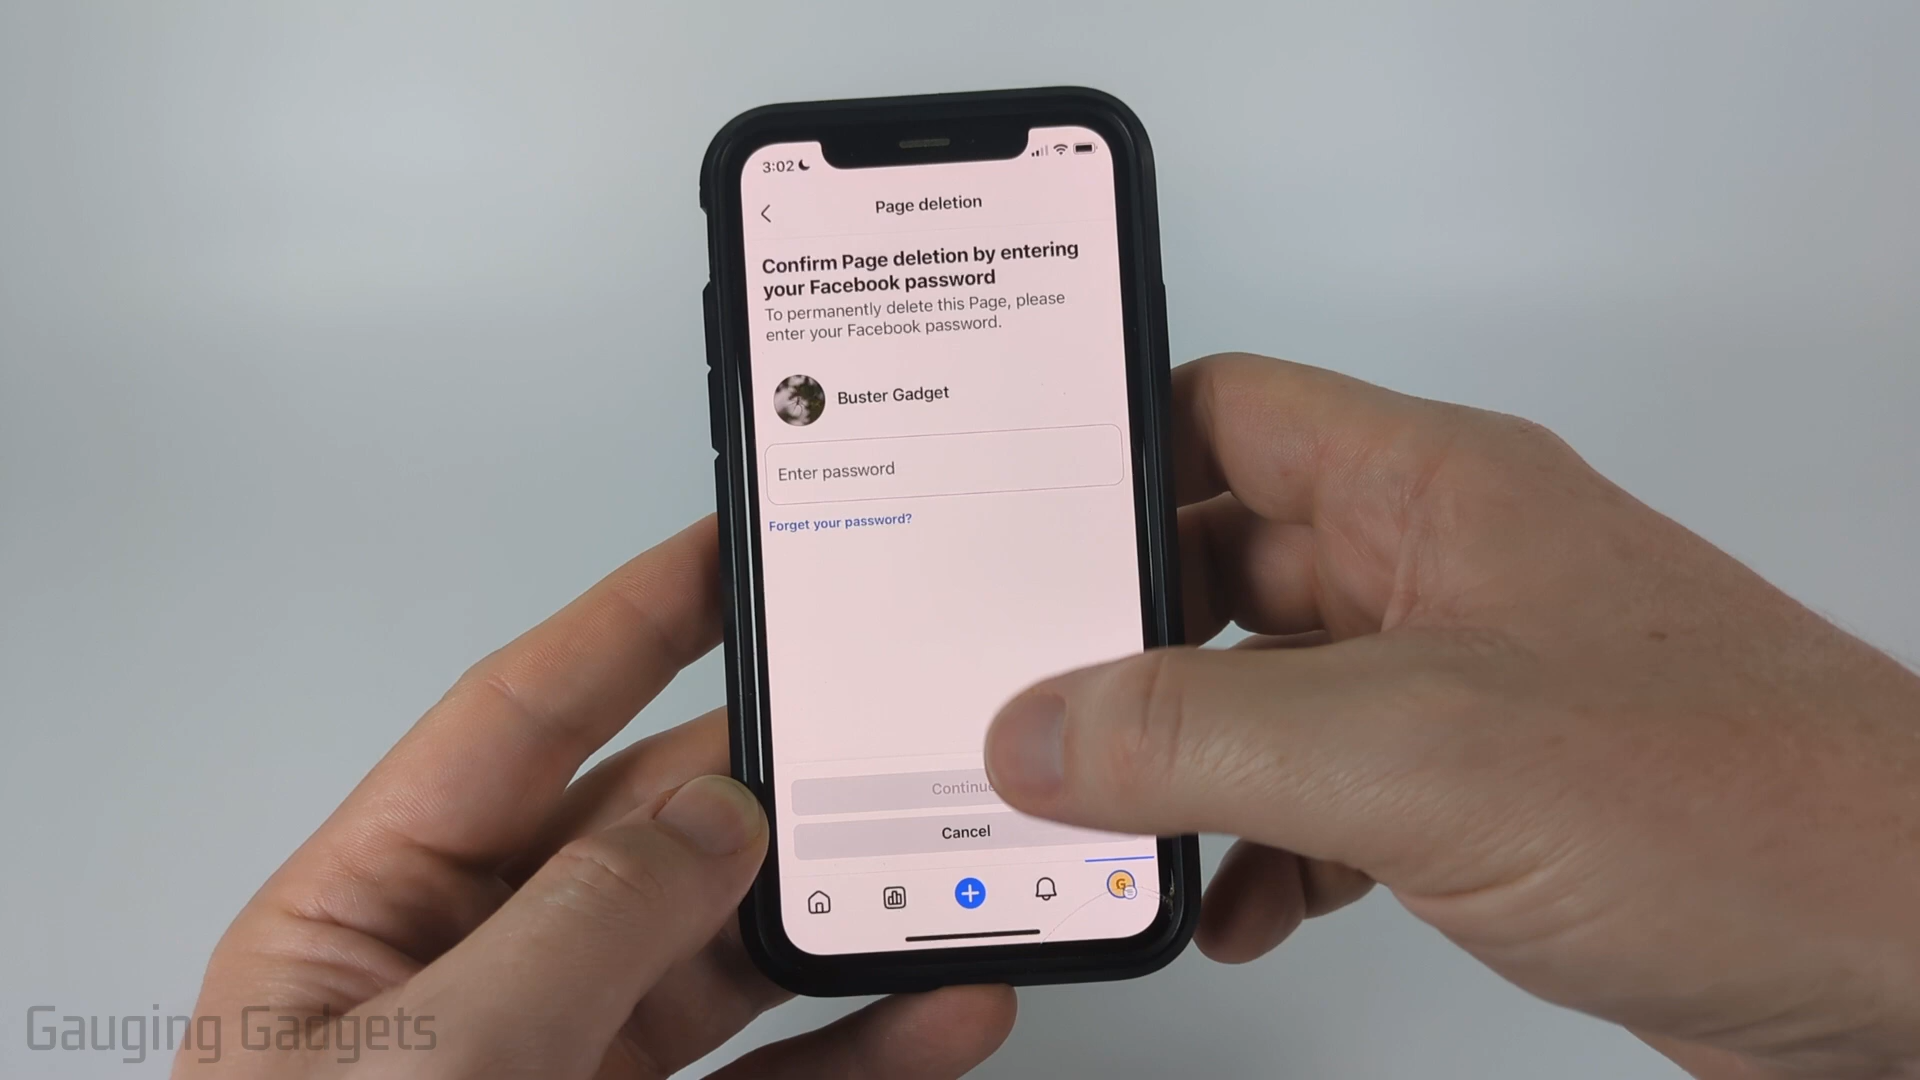 3:02
Page deletion
Confirm Page deletion by entering
your Facebook password
To permanently delete this Page, please
enter your Facebook password.
Buster Gadget
Enter password
Forget your password?
Continue
Cancel
G
Gauging Gadgets